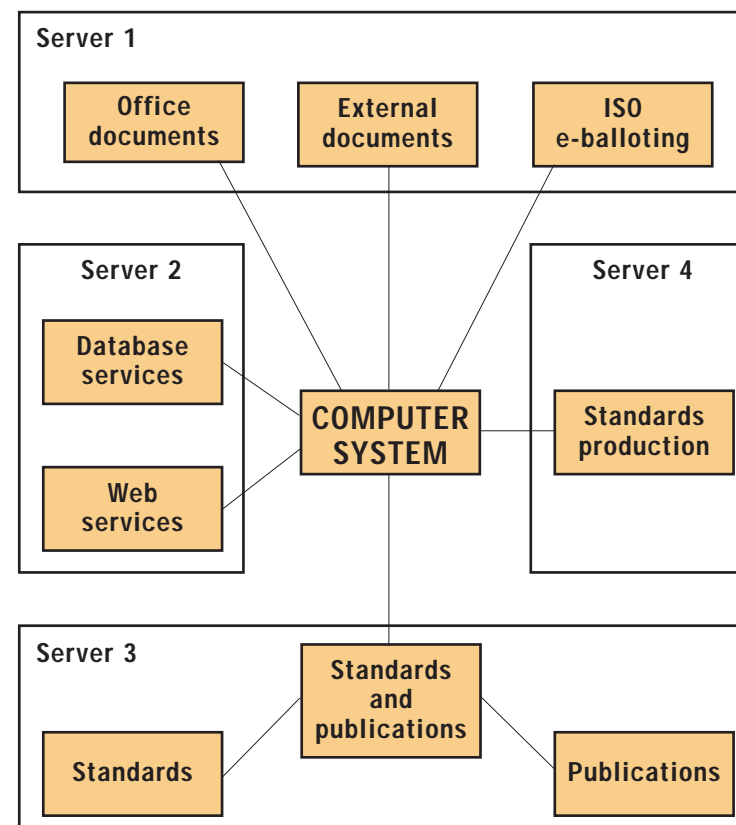 Server 1
Office
documents
External
documents
ISO
e-balloting
Server 2
Database
services
Web
services
Server 4
Standards
production
COMPUTER
SYSTEM
Server 3
Standards
and
publications
Standards
Publications